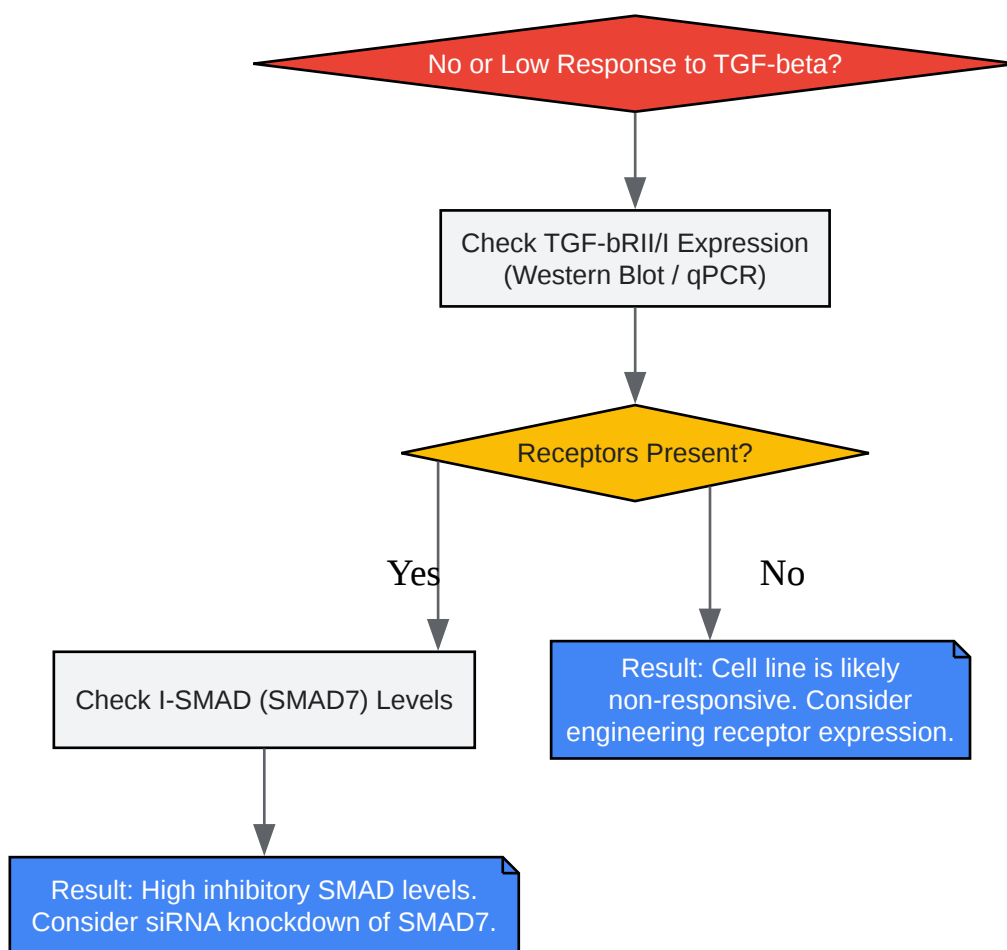 No or Low Response to TGF-beta?
Check TGF-bRII/I Expression
(Western Blot / qPCR)
Receptors Present?
Yes
No
Check I-SMAD (SMAD7) Levels
Result: Cell line is likely
non-responsive. Consider
engineering receptor expression.
Result: High inhibitory SMAD levels.
Consider siRNA knockdown of SMAD7.